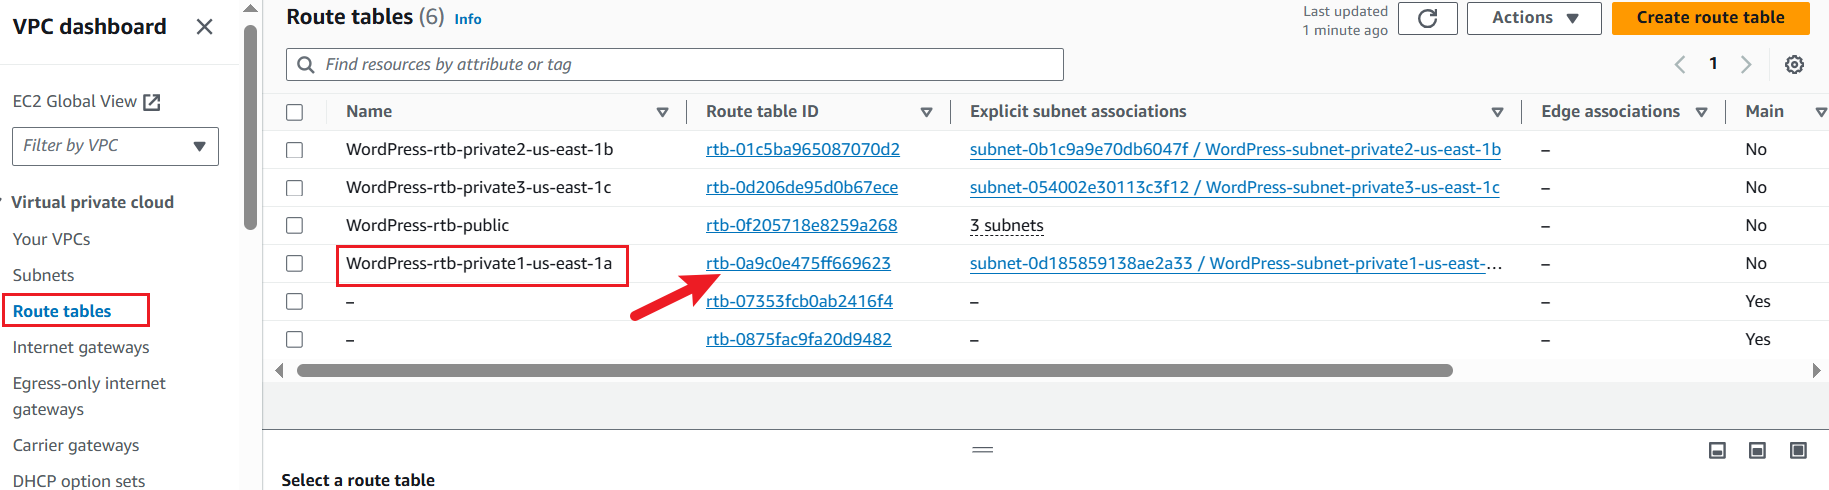 VPC dashboard
EC2 Global View
Filter by VPC
Virtual private cloud
Your VPCs
Subnets
Route tables
Internet gateways
Egress-only internet
gateways
Carrier gateways
DHCP option sets
Route tables (6) Info
Last updated
1 minute ago
Actions
Create route table
Find resources by attribute or tag
1
Name Route table ID Explicit subnet associations Edge associations Main
WordPress-rtb-private2-us-east-1b rtb-01c5ba965087070d2 subnet-0b1c9a9e70db6047f / WordPress-subnet-private2-us-east-1b – No
WordPress-rtb-private3-us-east-1c rtb-0d206de95d0b67ece subnet-054002e30113c3f12 / WordPress-subnet-private3-us-east-1c – No
WordPress-rtb-public rtb-0f205718e8259a268 3 subnets – No
WordPress-rtb-private1-us-east-1a rtb-0a9c0e475ff669623 subnet-0d185859138ae2a33 / WordPress-subnet-private1-us-east-... – No
– rtb-07353fcb0ab2416f4 – – Yes
– rtb-0875fac9fa20d9482 – – Yes
Select a route table